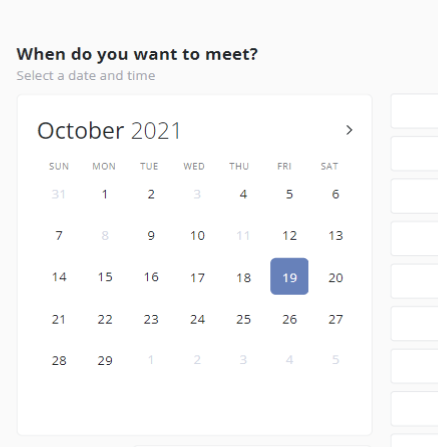 When do you want to meet?
Select a date and time
October 2021 >
SUN MON TUE WED THU FRI SAT
31 1 2 3 4 5 6
7 8 9 10 11 12 13
14 15 16 17 18 19 20
21 22 23 24 25 26 27
28 29 1 2 3 4 5